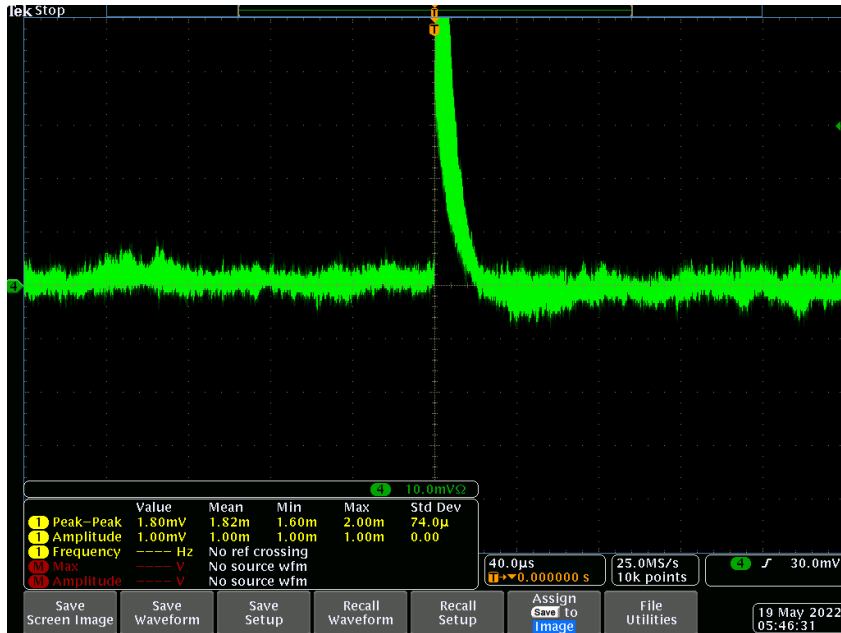 Tek Stop
T
T
4
4 10.0mVΩ
Value Mean Min Max Std Dev
1 Peak−Peak 1.80mV 1.82m 1.60m 2.00m 74.0µ
1 Amplitude 1.00mV 1.00m 1.00m 1.00m 0.00
1 Frequency −−−− Hz No ref crossing
M Max −−−− V No source wfm
M Amplitude −−−− V No source wfm
40.0µs
T→▼0.000000 s
25.0MS/s
10k points
4 ∫ 30.0mV
Save
Screen Image
Save
Waveform
Save
Setup
Recall
Waveform
Recall
Setup
Assign
Save to
Image
File
Utilities
19 May 2022
05:46:31